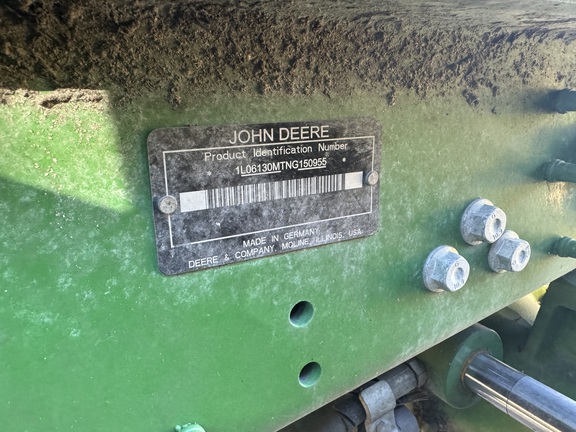 JOHN DEERE
Product Identification Number
1L06130MTNG150955
MADE IN GERMANY
DEERE & COMPANY, MOLINE, ILLINOIS, USA